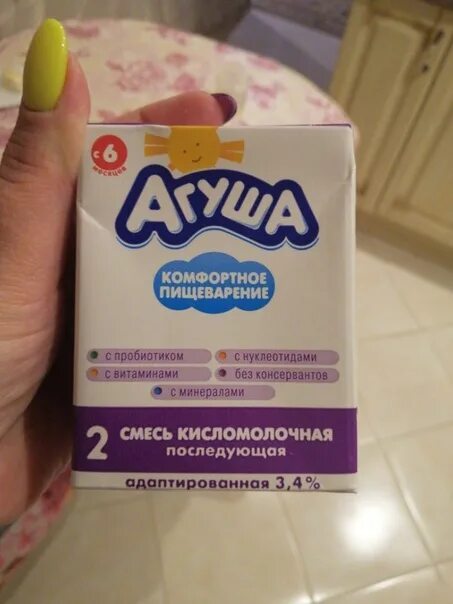 с 6
месяцев
АГУША
КОМФОРТНОЕ
ПИЩЕВАРЕНИЕ
с пробиотиком
с нуклеотидами
с витаминами
без консервантов
с минералами
2 СМЕСЬ КИСЛОМОЛОЧНАЯ
последующая
адаптированная 3,4%